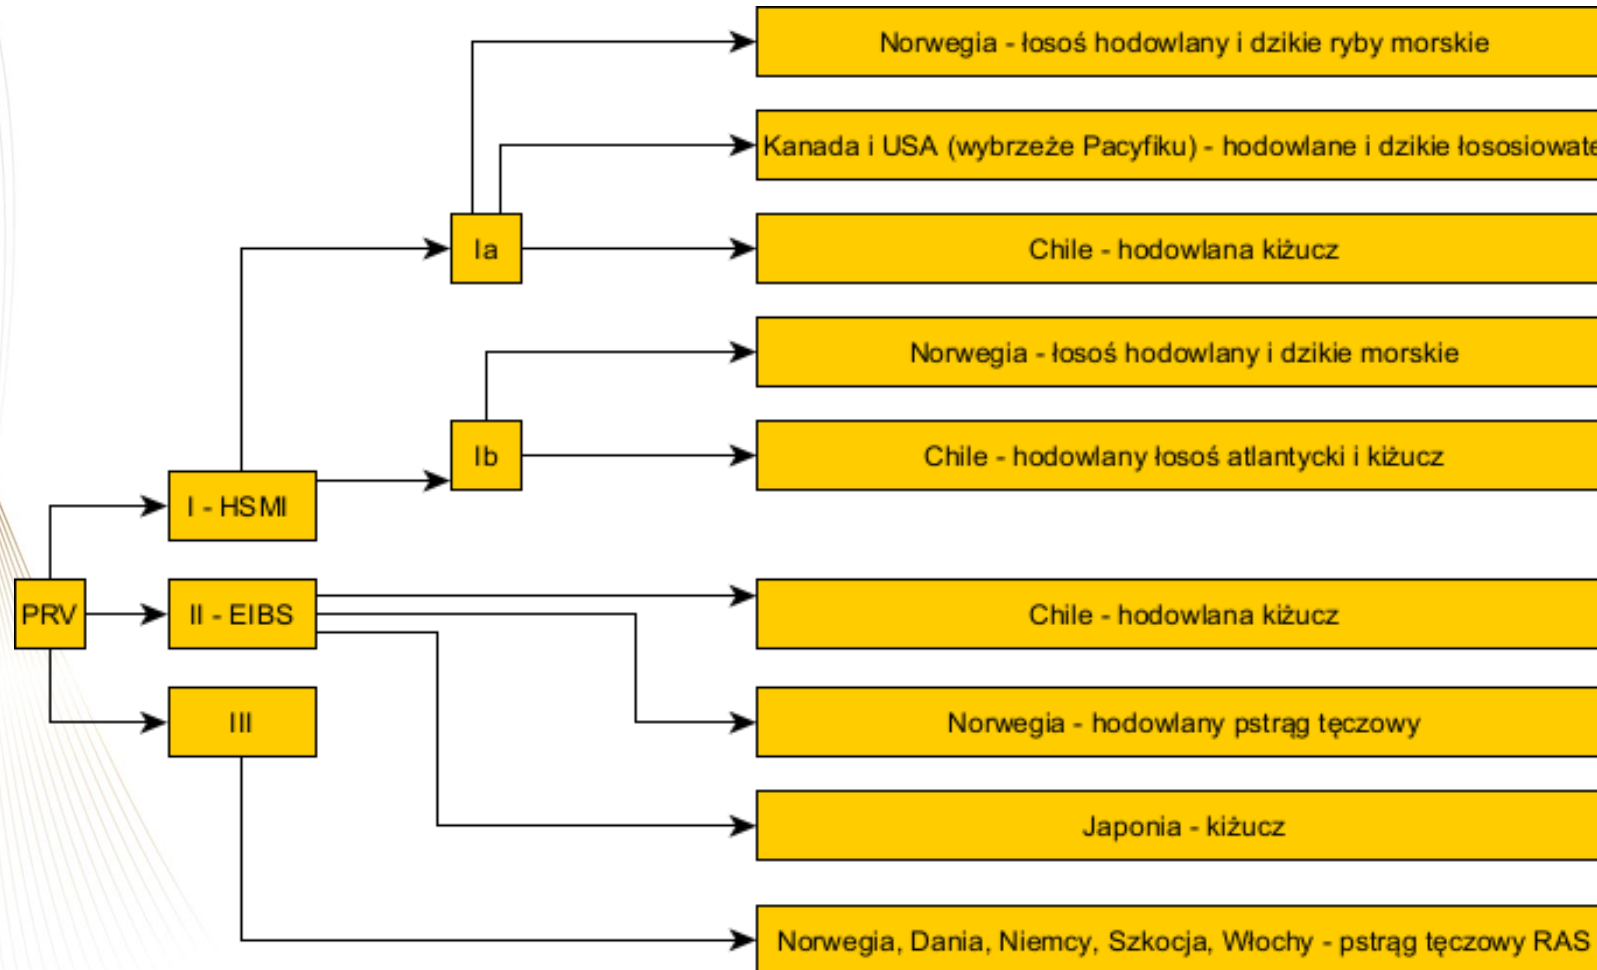 Norwegia - łosoś hodowlany i dzikie ryby morskie
Kanada i USA (wybrzeże Pacyfiku) - hodowlane i dzikie łososiowate
Ia
Chile - hodowlana kiżucz
Norwegia - łosoś hodowlany i dzikie morskie
Ib
Chile - hodowlany łosoś atlantycki i kiżucz
I - HSMI
PRV
II - EIBS
Chile - hodowlana kiżucz
III
Norwegia - hodowlany pstrąg tęczowy
Japonia - kiżucz
Norwegia, Dania, Niemcy, Szkocja, Włochy - pstrąg tęczowy RAS